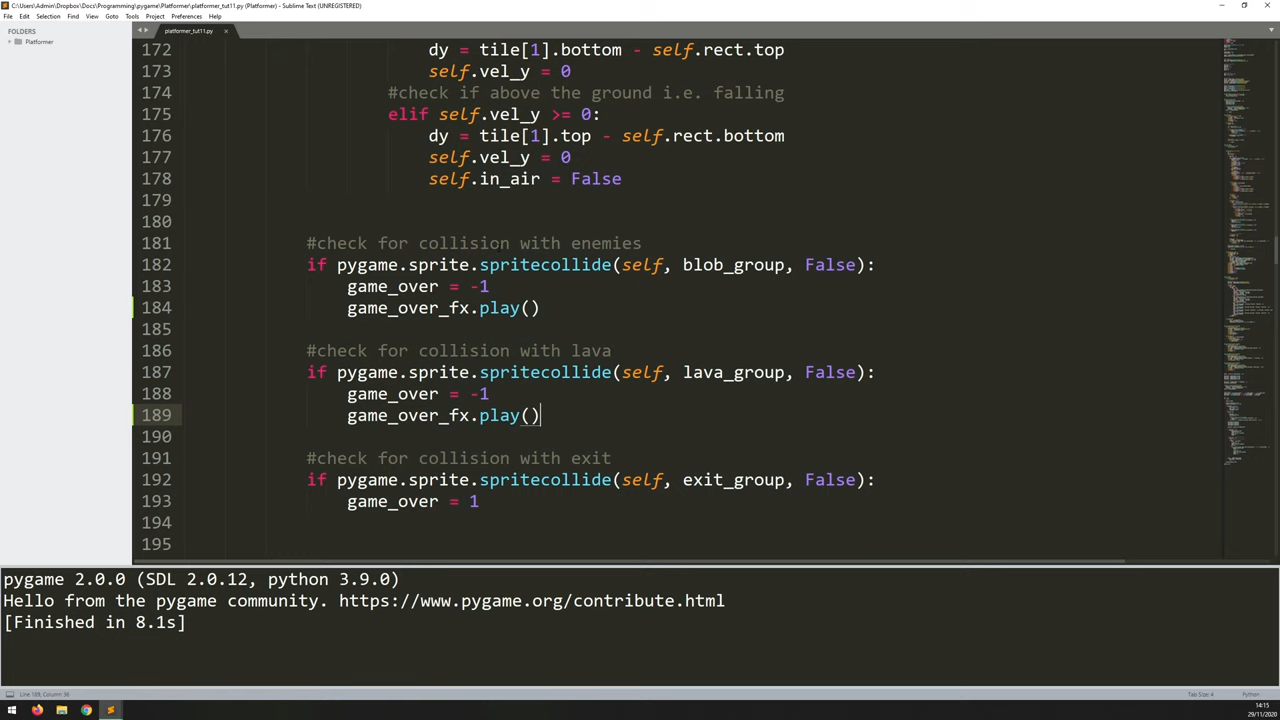 C:\Users\Admin\Dropbox\Docs\Programming\pygame\Platformer\platformer_tut11.py (Platformer) - Sublime Text (UNREGISTERED)
File Edit Selection Find View Goto Tools Project Preferences Help
FOLDERS
Platformer
platformer_tut11.py
172 dy = tile[1].bottom - self.rect.top
173 self.vel_y = 0
174 #check if above the ground i.e. falling
175 elif self.vel_y >= 0:
176 dy = tile[1].top - self.rect.bottom
177 self.vel_y = 0
178 self.in_air = False
179
180
181 #check for collision with enemies
182 if pygame.sprite.spritecollide(self, blob_group, False):
183 game_over = -1
184 game_over_fx.play()
185
186 #check for collision with lava
187 if pygame.sprite.spritecollide(self, lava_group, False):
188 game_over = -1
189 game_over_fx.play()
190
191 #check for collision with exit
192 if pygame.sprite.spritecollide(self, exit_group, False):
193 game_over = 1
194
195
pygame 2.0.0 (SDL 2.0.12, python 3.9.0)
Hello from the pygame community. https://www.pygame.org/contribute.html
[Finished in 8.1s]
Line 189, Column 36
Tab Size: 4
Python
14:15
29/11/2020